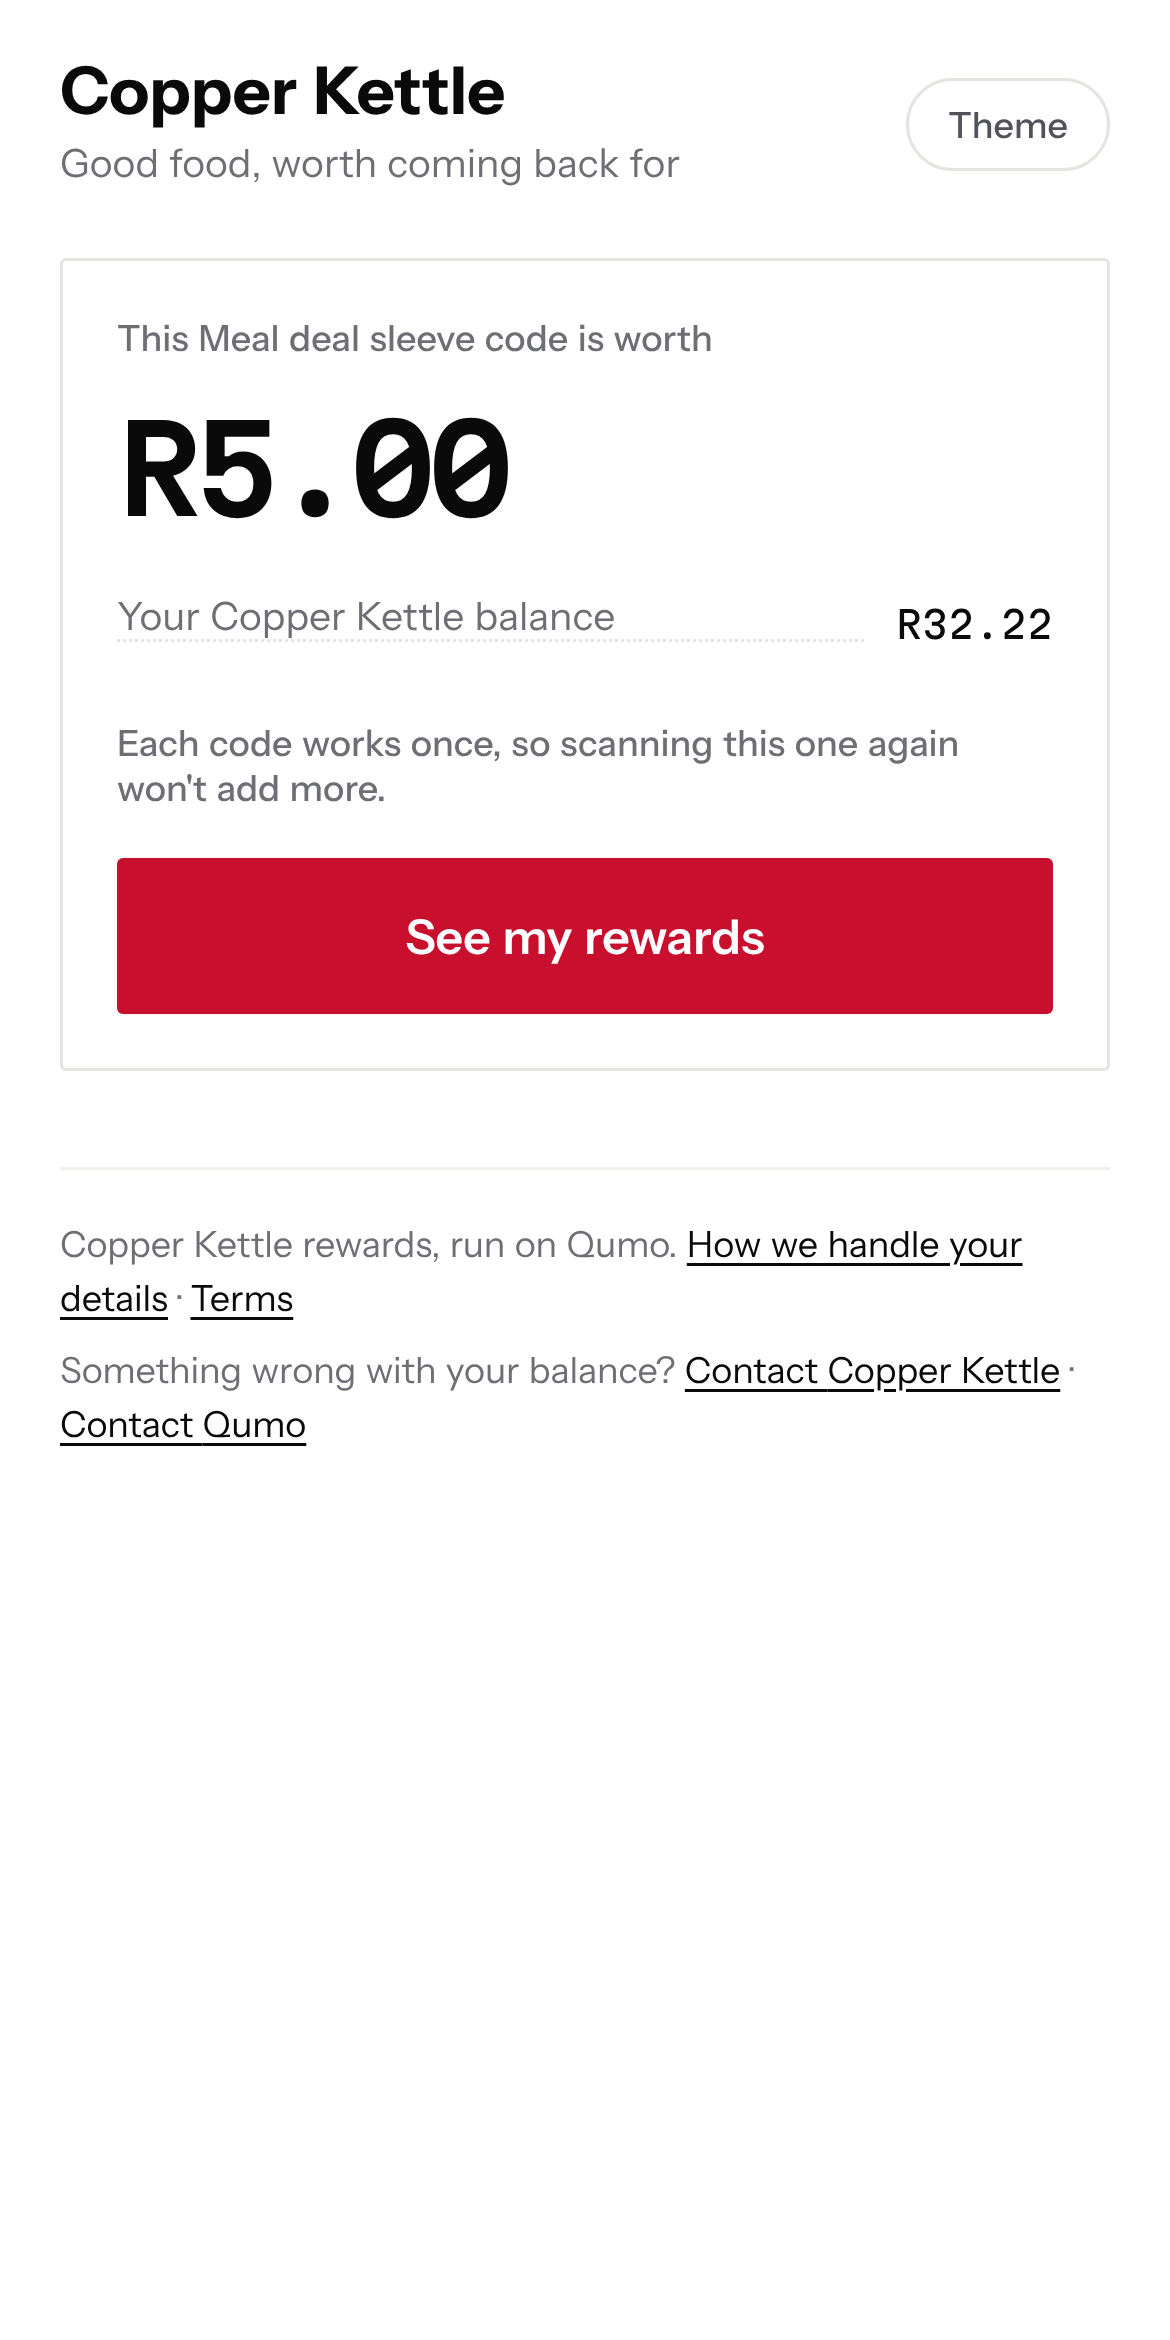 Copper Kettle
Good food, worth coming back for
Theme
This Meal deal sleeve code is worth
R5.00
Your Copper Kettle balance R32.22
Each code works once, so scanning this one again
won't add more.
See my rewards
Copper Kettle rewards, run on Qumo. How we handle your
details · Terms
Something wrong with your balance? Contact Copper Kettle ·
Contact Qumo